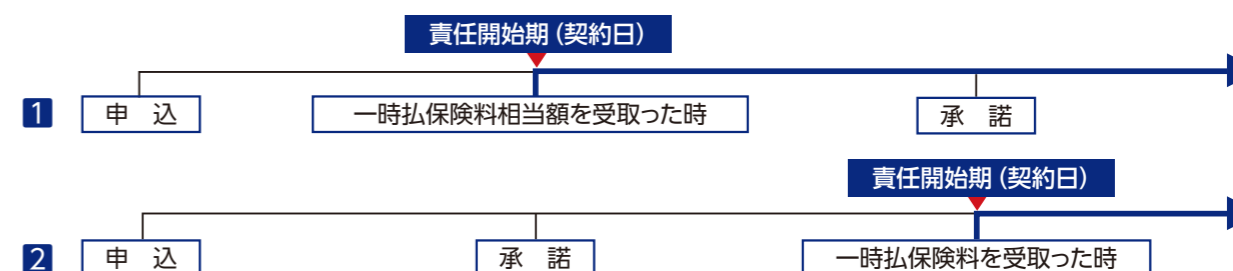 責任開始期（契約日）
1 申 込 一時払保険料相当額を受取った時 承 諾
責任開始期（契約日）
2 申 込 承 諾 一時払保険料を受取った時